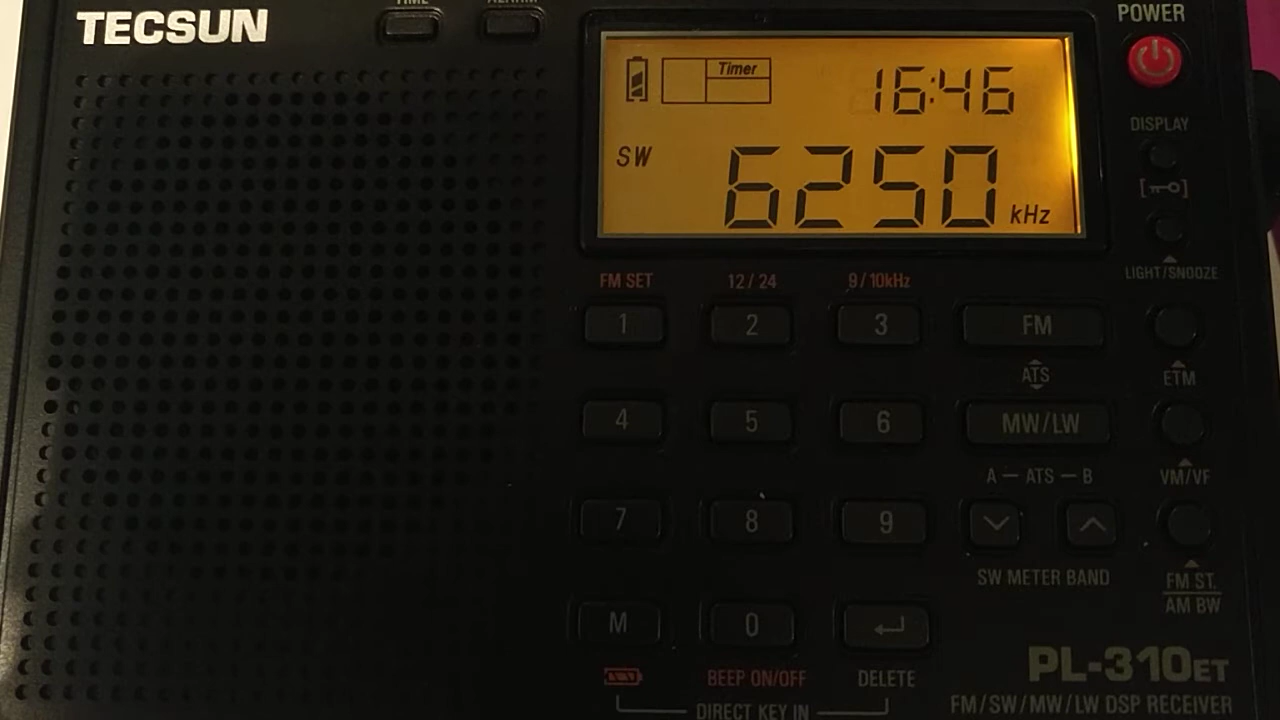 TECSUN
TIME
ALARM
POWER
Timer
16:46
SW
6250
kHz
DISPLAY
LIGHT/SNOOZE
FM SET
12/24
9/10kHz
1
2
3
FM
ATS
ETM
4
5
6
MW/LW
A — ATS — B
VM/VF
7
8
9
SW METER BAND
FM ST.
AM BW
M
0
PL-310ET
BEEP ON/OFF
DELETE
DIRECT KEY IN
FM/SW/MW/LW DSP RECEIVER